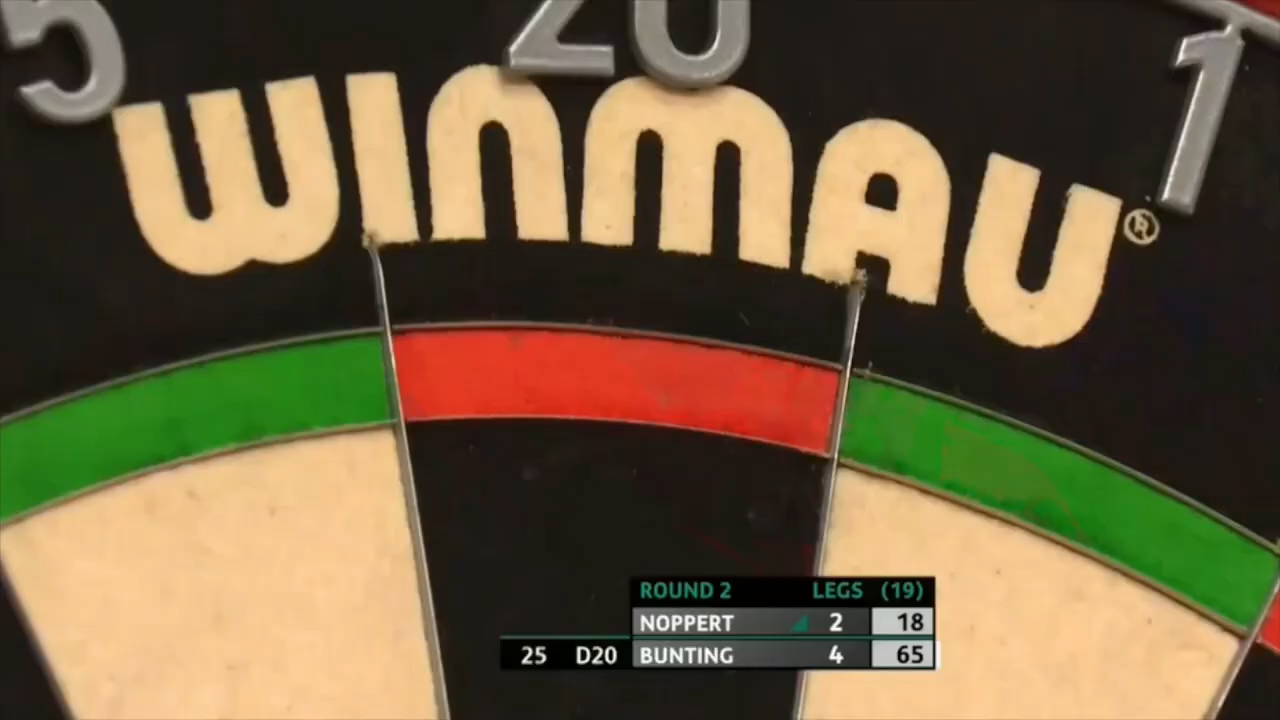 5 20 1
WINMAU®
ROUND 2 LEGS (19)
NOPPERT 2 18
25 D20 BUNTING 4 65